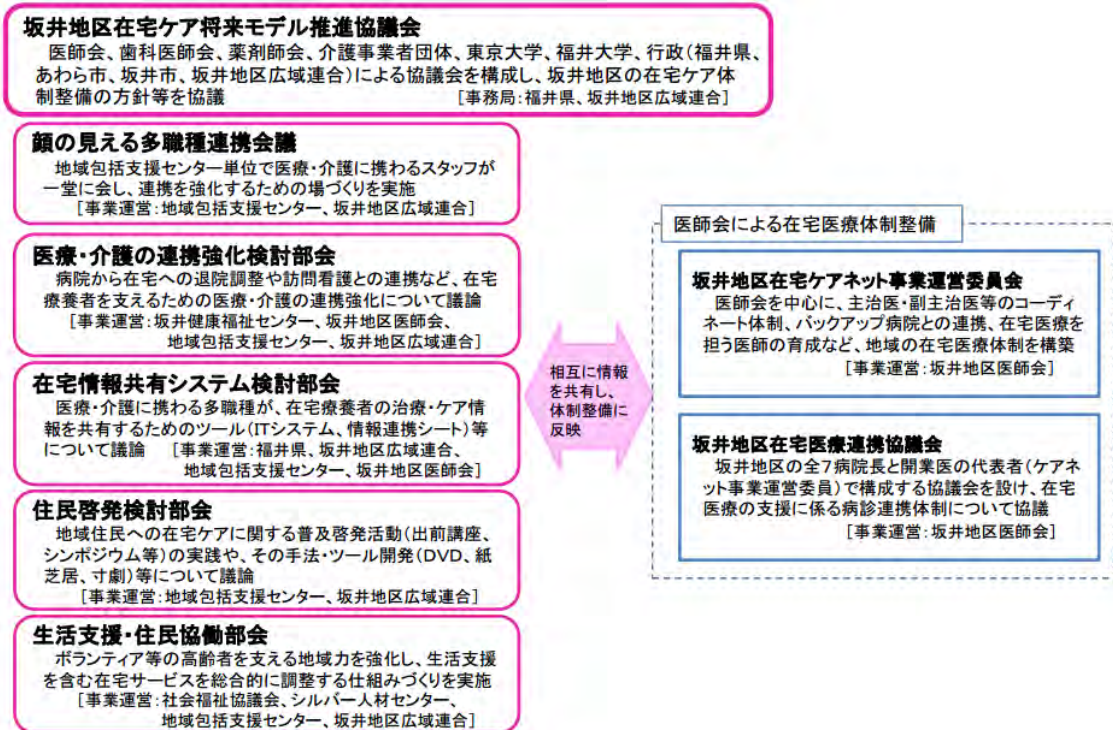 坂井地区在宅ケア将来モデル推進協議会
医師会、歯科医師会、薬剤師会、介護事業者団体、東京大学、福井大学、行政(福井県、
あわら市、坂井市、坂井地区広域連合)による協議会を構成し、坂井地区の在宅ケア体
制整備の方針等を協議 [事務局:福井県、坂井地区広域連合]
顔の見える多職種連携会議
地域包括支援センター単位で医療・介護に携わるスタッフが
一堂に会し、連携を強化するための場づくりを実施
[事業運営:地域包括支援センター、坂井地区広域連合]
医療・介護の連携強化検討部会
病院から在宅への退院調整や訪問看護との連携など、在宅
療養者を支えるための医療・介護の連携強化について議論
[事業運営:坂井健康福祉センター、坂井地区医師会、
地域包括支援センター、坂井地区広域連合]
在宅情報共有システム検討部会
医療・介護に携わる多職種が、在宅療養者の治療・ケア情
報を共有するためのツール(ITシステム、情報連携シート)等
について議論 [事業運営:福井県、坂井地区広域連合、
地域包括支援センター、坂井地区医師会]
住民啓発検討部会
地域住民への在宅ケアに関する普及啓発活動(出前講座、
シンポジウム等)の実践や、その手法・ツール開発(DVD、紙
芝居、寸劇)等について議論
[事業運営:地域包括支援センター、坂井地区広域連合]
生活支援・住民協働部会
ボランティア等の高齢者を支える地域力を強化し、生活支援
を含む在宅サービスを総合的に調整する仕組みづくりを実施
[事業運営:社会福祉協議会、シルバー人材センター、
地域包括支援センター、坂井地区広域連合]
相互に情報
を共有し、
体制整備に
反映
医師会による在宅医療体制整備
坂井地区在宅ケアネット事業運営委員会
医師会を中心に、主治医・副主治医等のコーディ
ネート体制、バックアップ病院との連携、在宅医療を
担う医師の育成など、地域の在宅医療体制を構築
[事業運営:坂井地区医師会]
坂井地区在宅医療連携協議会
坂井地区の全7病院長と開業医の代表者(ケアネ
ット事業運営委員)で構成する協議会を設け、在宅
医療の支援に係る病診連携体制について協議
[事業運営:坂井地区医師会]